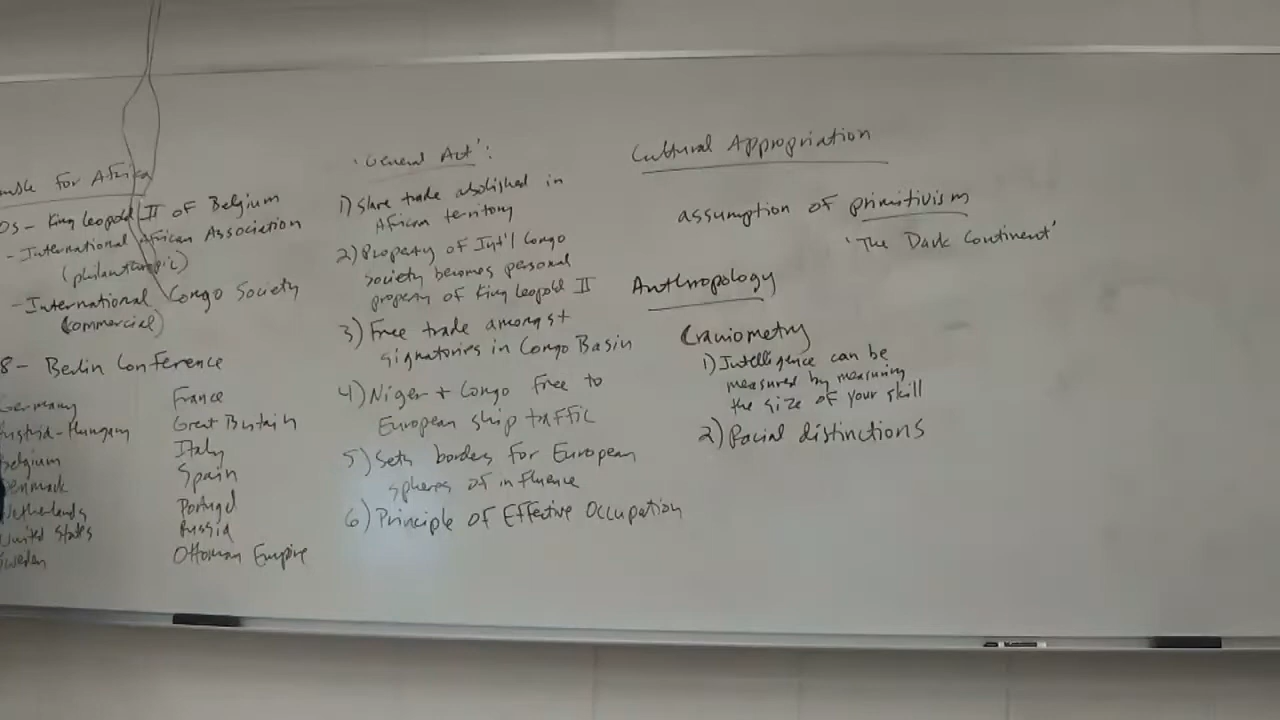 for Africa
King Leopold II of Belgium
- International African Association
(philanthropic)
- International Congo Society
(commercial)
8 - Berlin Conference
Germany
Austria-Hungary
Belgium
Denmark
Netherlands
United States
Sweden
France
Great Britain
Italy
Spain
Portugal
Russia
Ottoman Empire
'General Act':
1) Slave trade abolished in
African territory
2) Property of Int'l Congo
society becomes personal
property of King Leopold II
3) Free trade amongst
signatories in Congo Basin
4) Niger + Congo free to
European ship traffic
5) Sets borders for European
spheres of influence
6) Principle of Effective Occupation
Cultural Appropriation
assumption of primitivism
'The Dark Continent'
Anthropology
Craniometry
1) Intelligence can be
measured by measuring
the size of your skill
2) Racial distinctions